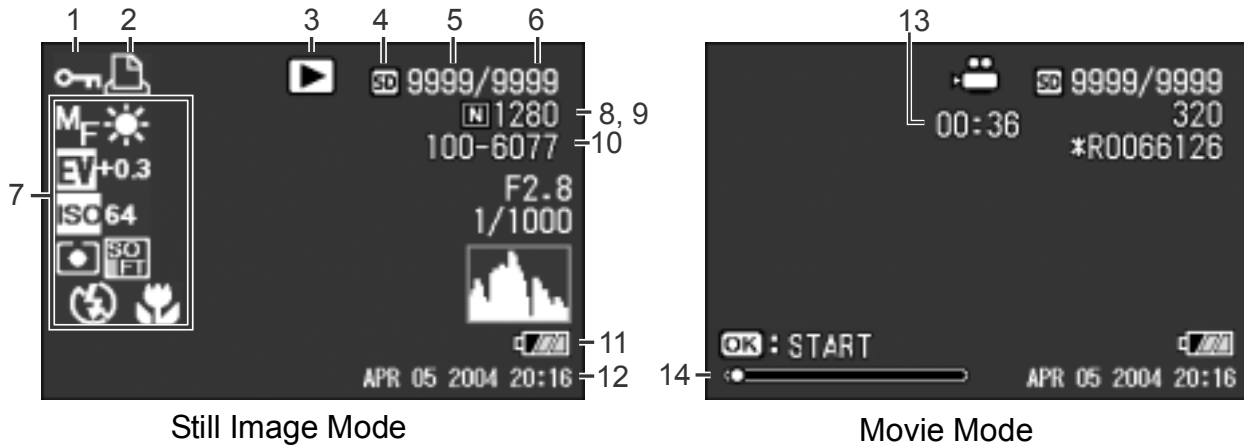 1 2 3 4 5 6
SD 9999/9999
N 1280
8, 9
100-6077
10
MF
EV +0.3
7
ISO 64
SOFT
F2.8
1/1000
11
APR 05 2004 20:16
12
Still Image Mode
13
SD 9999/9999
00:36
320
*R0066126
OK : START
14
APR 05 2004 20:16
Movie Mode